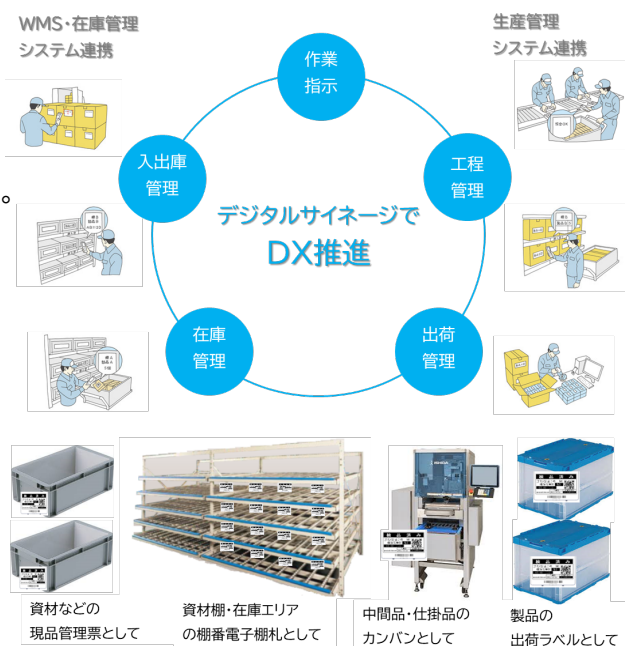 WMS・在庫管理
システム連携
生産管理
システム連携
作業
指示
入出庫
管理
工程
管理
。
デジタルサイネージで
DX推進
在庫
管理
出荷
管理
資材などの
現品管理票として
資材棚・在庫エリア
の棚番電子棚札として
中間品・仕掛品の
カンバンとして
製品の
出荷ラベルとして